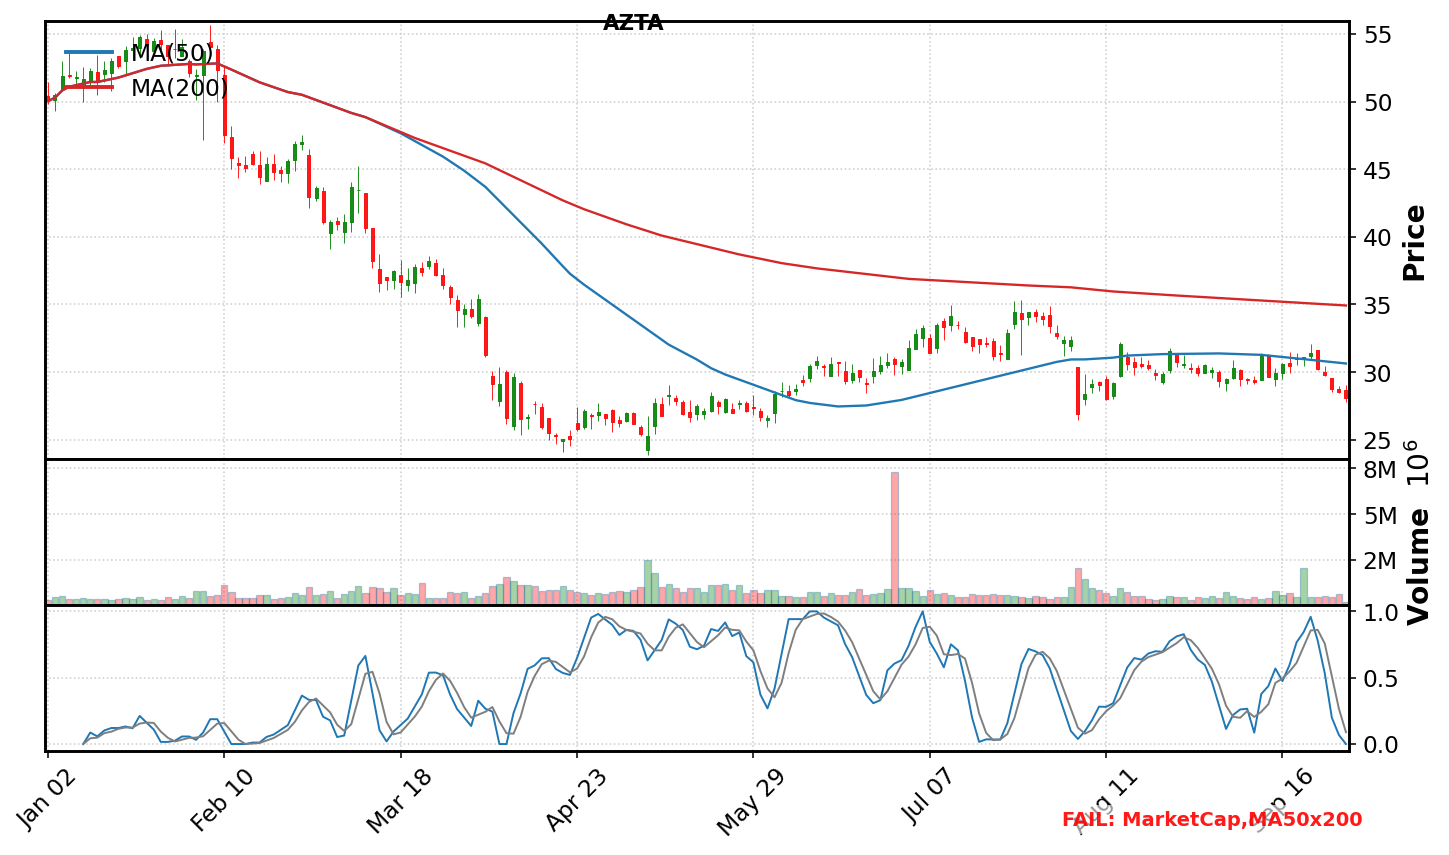 AZTA
MA(50)
MA(200)
55
50
45
40
35
30
25
Price
8M
5M
2M
Volume 10^6
1.0
0.5
0.0
Jan 02
Feb 10
Mar 18
Apr 23
May 29
Jul 07
Aug 11
Sep 16
FAIL: MarketCap,MA50x200